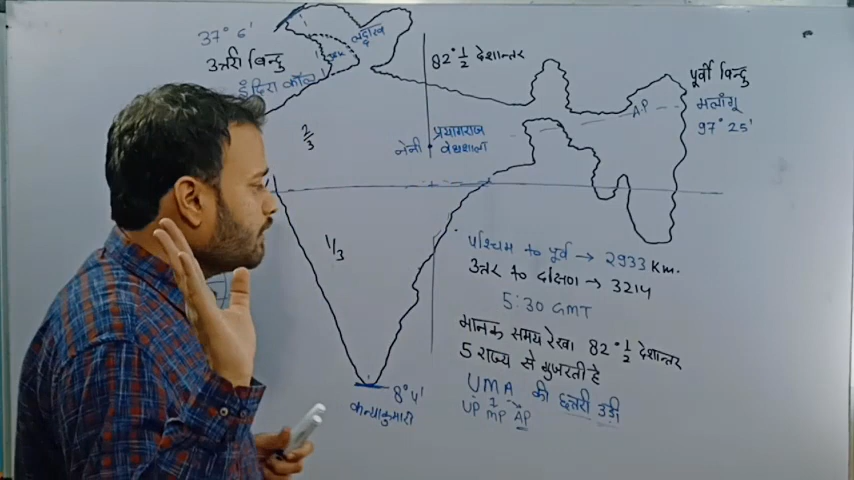 37° 6'
उत्तरी बिन्दु
इंदिरा कॉल
लद्दाख
82° 1/2 देशान्तर
पूर्वी बिन्दु
मलांगू
97° 25'
AP
2/3
नैनी
प्रयागराज
वेधशाला
1/3
पश्चिम to पूर्व → 2933 Km.
उत्तर to दक्षिण → 3214
5:30 GMT
मानक समय रेखा 82° 1/2 देशान्तर
5 राज्य से गुजरती है
UMA की छतरी उड़ी
UP MP AP
8° 4'
कन्याकुमारी